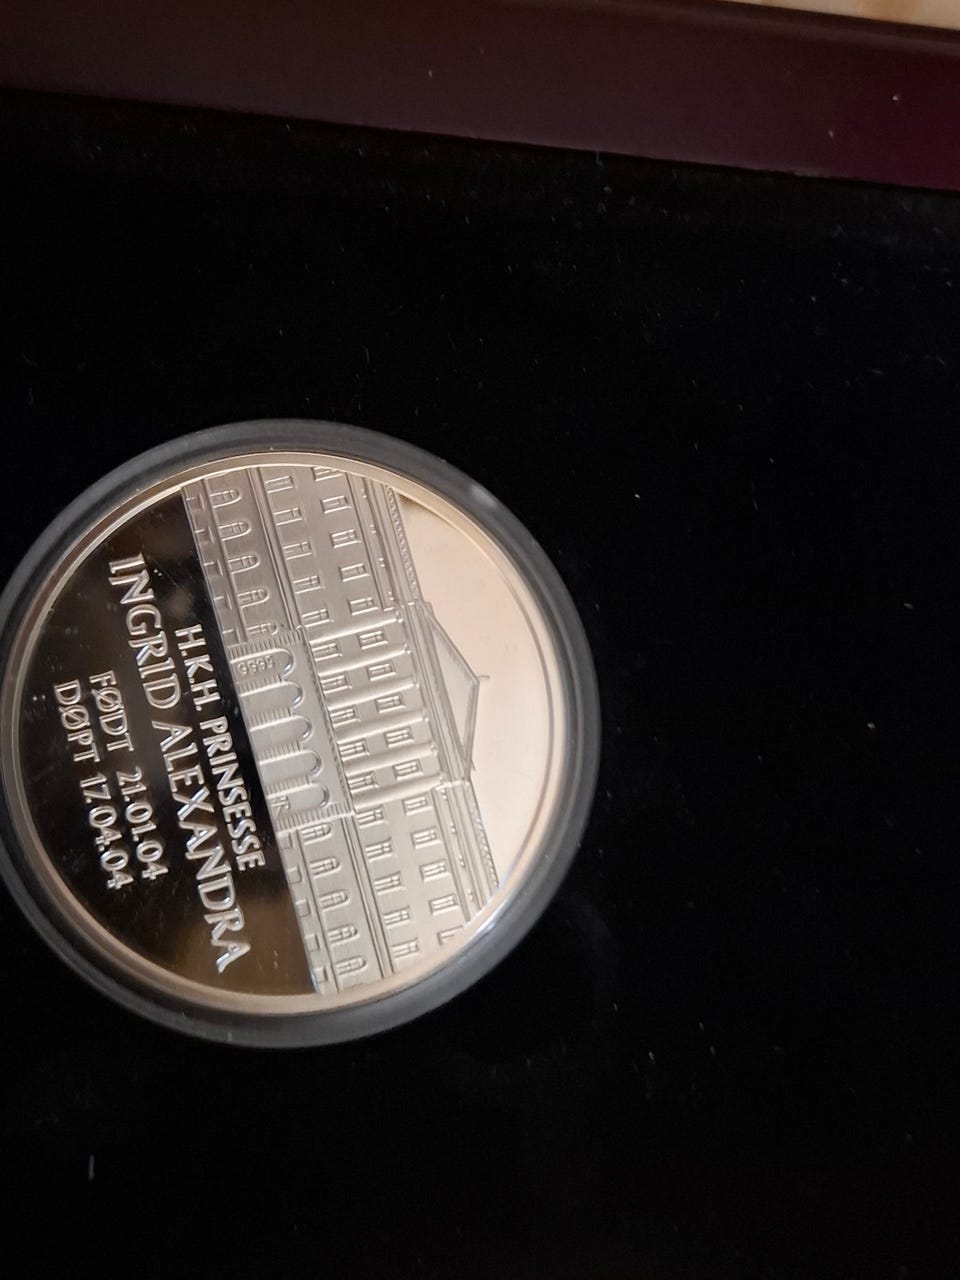 H.K.H. PRINSESSE
INGRID ALEXANDRA
FØDT 21.01.04
DØPT 17.04.04